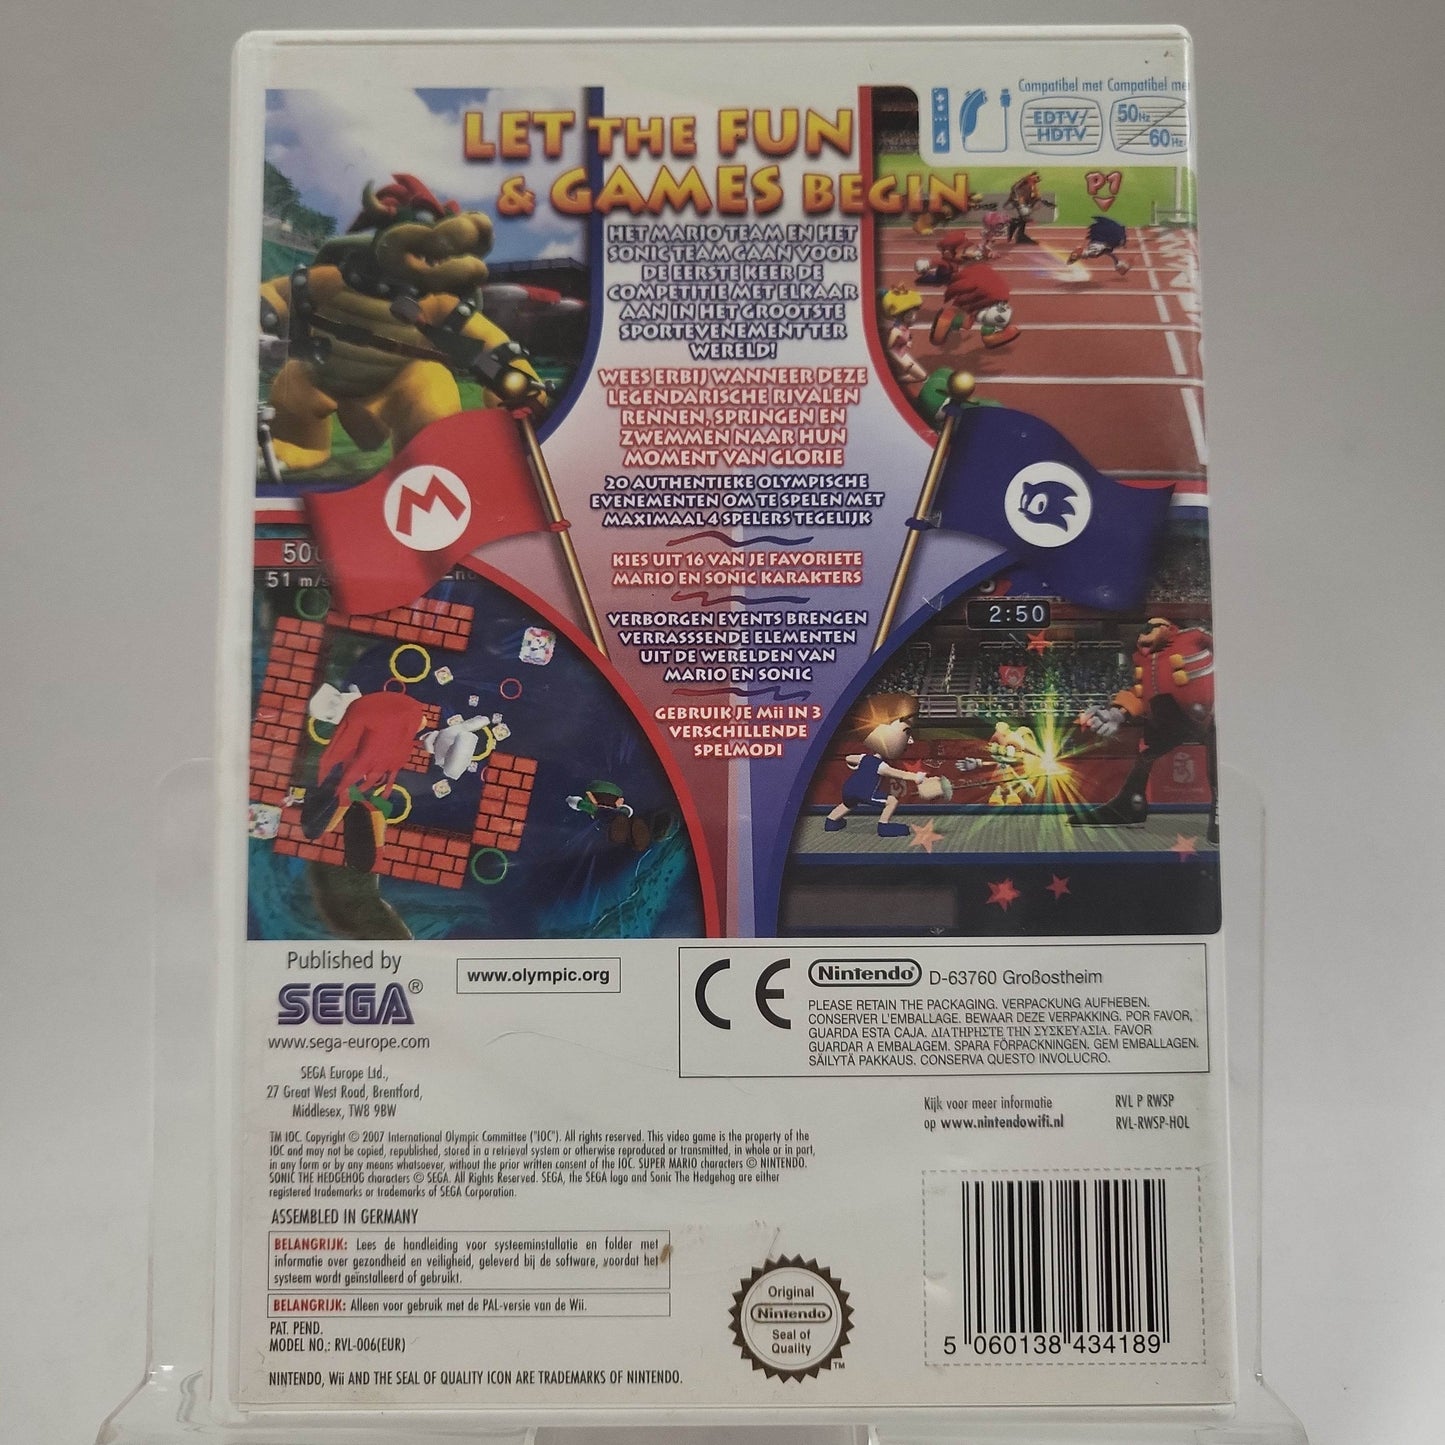 Compatibel met
EDTV/
HDTV
Compatibel me
50Hz
60Hz
4
LET THE FUN
& GAMES BEGIN
P1
HET MARIO TEAM EN HET
SONIC TEAM GAAN VOOR
DE EERSTE KEER DE
COMPETITIE MET ELKAAR
AAN IN HET GROOTSTE
SPORTEVENEMENT TER
WERELD!
WEES ERBIJ WANNEER DEZE
LEGENDARISCHE RIVALEN
RENNEN, SPRINGEN EN
ZWEMMEN NAAR HUN
MOMENT VAN GLORIE
20 AUTHENTIEKE OLYMPISCHE
EVENEMENTEN OM TE SPELEN MET
MAXIMAAL 4 SPELERS TEGELIJK
KIES UIT 16 VAN JE FAVORIETE
MARIO EN SONIC KARAKTERS
VERBORGEN EVENTS BRENGEN
VERRASSSENDE ELEMENTEN
UIT DE WERELDEN VAN
MARIO EN SONIC
GEBRUIK JE Mii IN 3
VERSCHILLENDE
SPELMODI
M
51 m/s
2:50
Published by
SEGA®
www.sega-europe.com
www.olympic.org
SEGA Europe Ltd.,
27 Great West Road, Brentford,
Middlesex, TW8 9BW
CE
Nintendo® D-63760 Großostheim
PLEASE RETAIN THE PACKAGING. VERPACKUNG AUFHEBEN.
CONSERVER L'EMBALLAGE. BEWAAR DEZE VERPAKKING. POR FAVOR,
GUARDA ESTA CAJA. ΔΙΑΤΗΡΗΣΤΕ ΤΗΝ ΣΥΣΚΕΥΑΣΙΑ. FAVOR
GUARDAR A EMBALAGEM. SPARA FÖRPACKNINGEN. GEM EMBALLAGEN.
SÄILYTÄ PAKKAUS. CONSERVA QUESTO INVOLUCRO.
Kijk voor meer informatie
op www.nintendowifi.nl
RVL P RWSP
RVL-RWSP-HOL
TM IOC. Copyright © 2007 International Olympic Committee ("IOC"). All rights reserved. This video game is the property of the
IOC and may not be copied, republished, stored in a retrieval system or otherwise reproduced or transmitted, in whole or in part,
in any form or by any means whatsoever, without the prior written consent of the IOC. SUPER MARIO characters © NINTENDO.
SONIC THE HEDGEHOG characters © SEGA. All Rights Reserved. SEGA, the SEGA logo and Sonic The Hedgehog are either
registered trademarks or trademarks of SEGA Corporation.
ASSEMBLED IN GERMANY
BELANGRIJK: Lees de handleiding voor systeeminstallatie en folder met
informatie over gezondheid en veiligheid, geleverd bij de software, voordat het
systeem wordt geïnstalleerd of gebruikt.
BELANGRIJK: Alleen voor gebruik met de PAL-versie van de Wii.
PAT. PEND.
MODEL NO.: RVL-006(EUR)
NINTENDO, Wii AND THE SEAL OF QUALITY ICON ARE TRADEMARKS OF NINTENDO.
Original
Nintendo
Seal of
Quality
TM
5 060138 434189